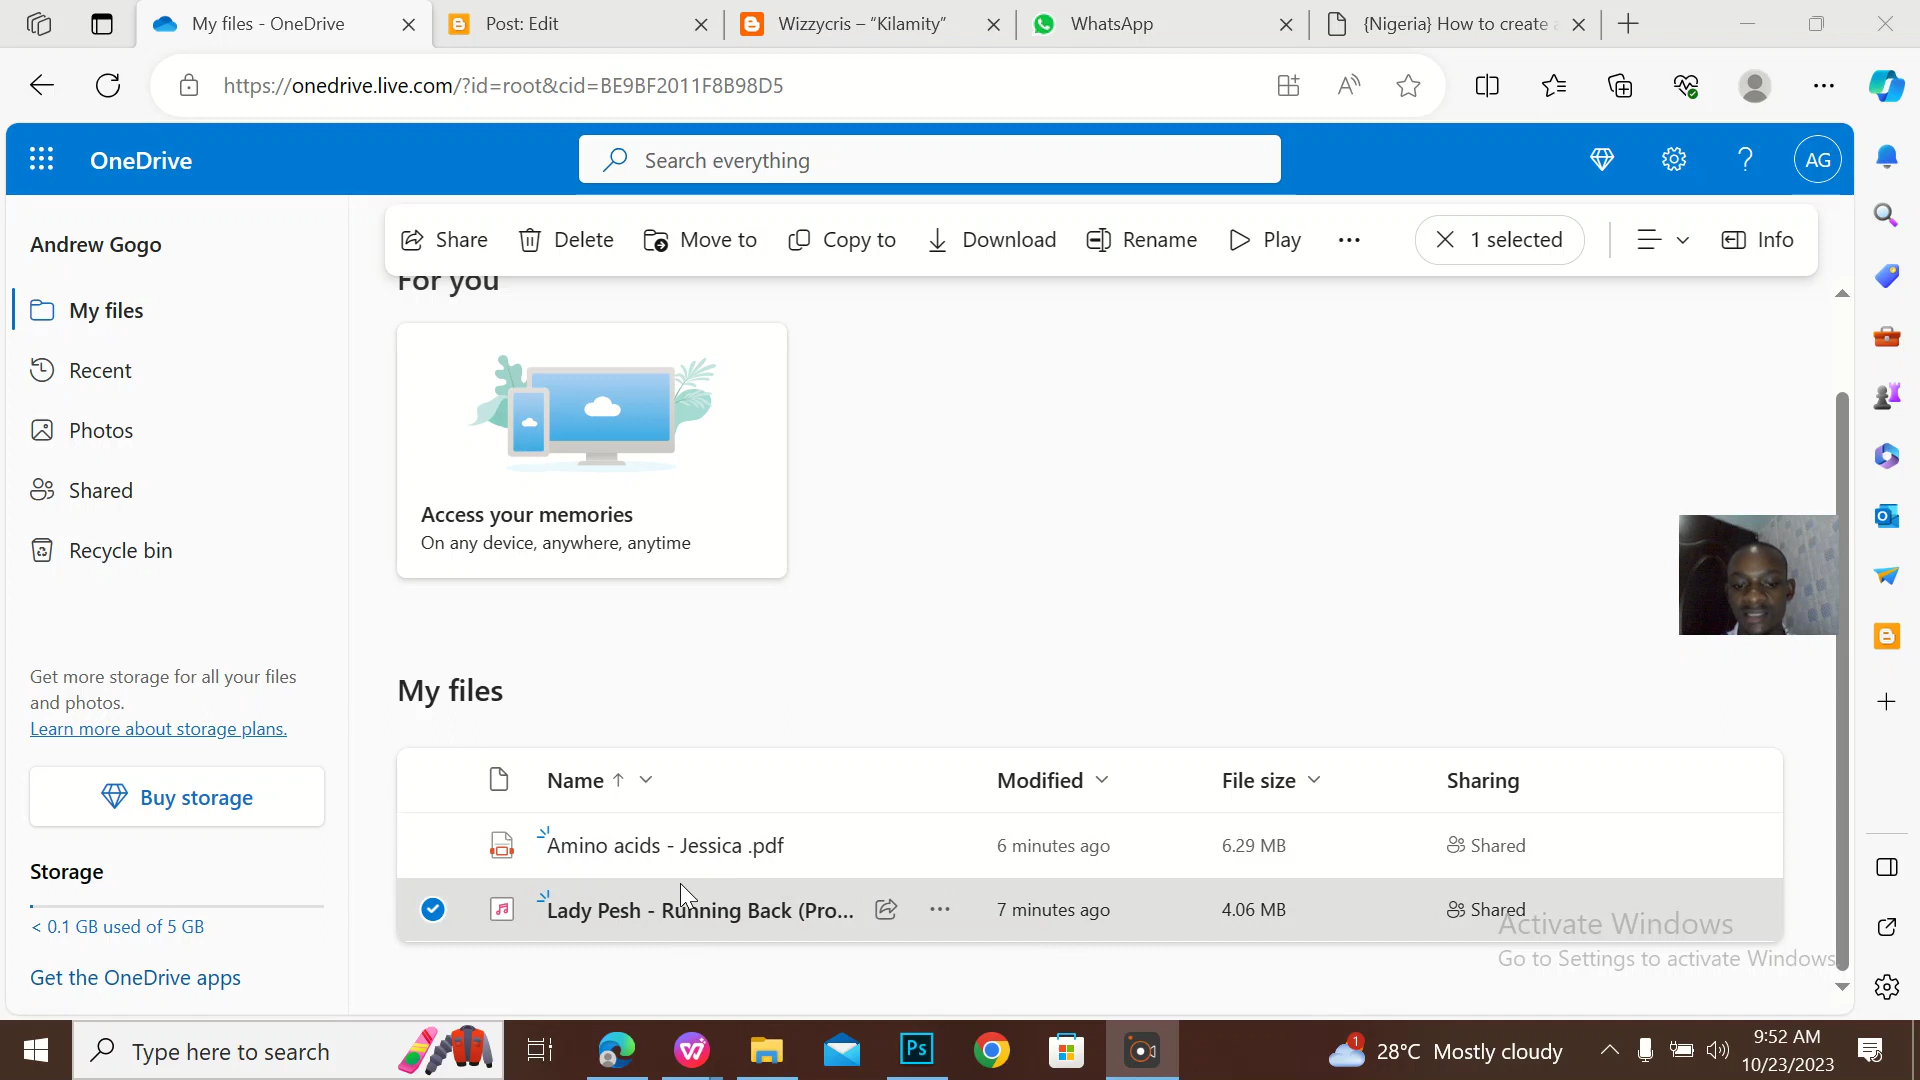 My files - OneDrive
Post: Edit
Wizzycris – “Kilamity”
WhatsApp
{Nigeria} How to create a
https://onedrive.live.com/?id=root&cid=BE9BF2011F8B98D5
OneDrive
Search everything
AG
Andrew Gogo
My files
Recent
Photos
Shared
Recycle bin
Get more storage for all your files
and photos.
Learn more about storage plans.
Buy storage
Storage
< 0.1 GB used of 5 GB
Get the OneDrive apps
Share
Delete
Move to
Copy to
Download
Rename
Play
1 selected
Info
For you
Access your memories
On any device, anywhere, anytime
My files
Name
Modified
File size
Sharing
Amino acids - Jessica .pdf
6 minutes ago
6.29 MB
Shared
Lady Pesh - Running Back (Pro...
7 minutes ago
4.06 MB
Shared
Activate Windows
Go to Settings to activate Windows
Type here to search
Ps
1
28°C Mostly cloudy
9:52 AM
10/23/2023